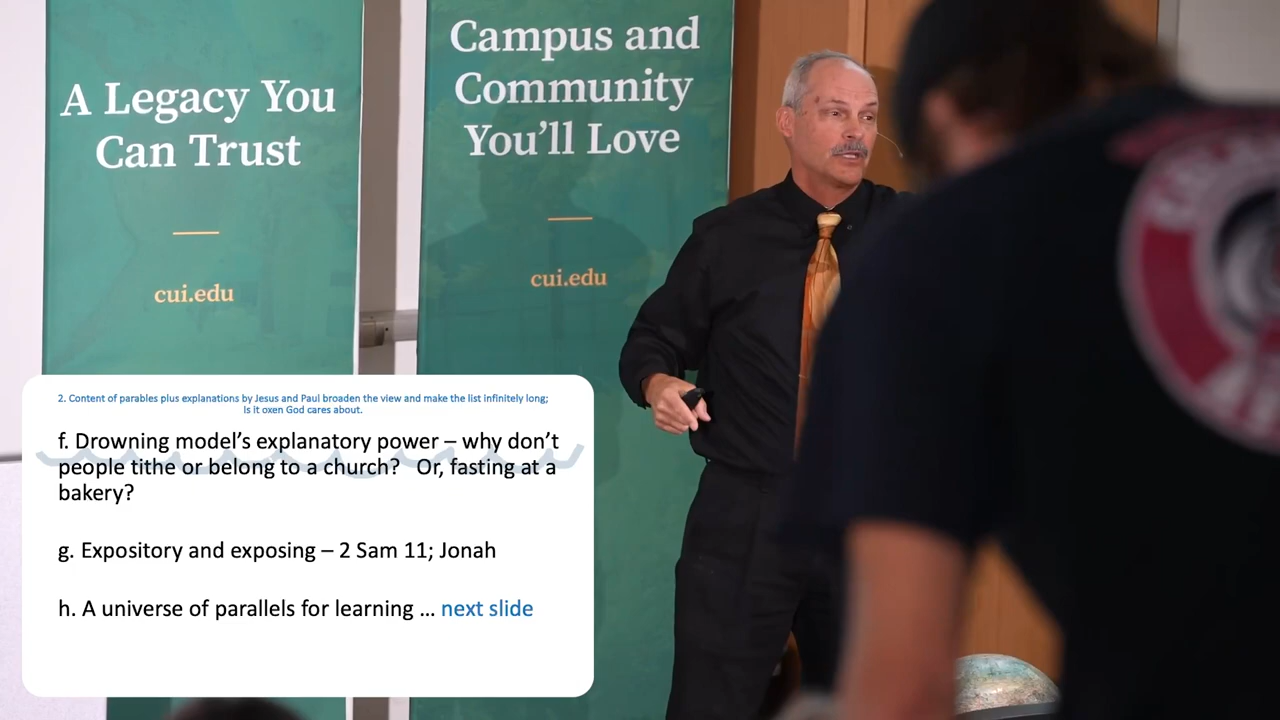 A Legacy You
Can Trust
cui.edu
Campus and
Community
You'll Love
cui.edu
2. Content of parables plus explanations by Jesus and Paul broaden the view and make the list infinitely long;
Is it oxen God cares about.
f. Drowning model's explanatory power – why don't
people tithe or belong to a church? Or, fasting at a
bakery?
g. Expository and exposing – 2 Sam 11; Jonah
h. A universe of parallels for learning … next slide